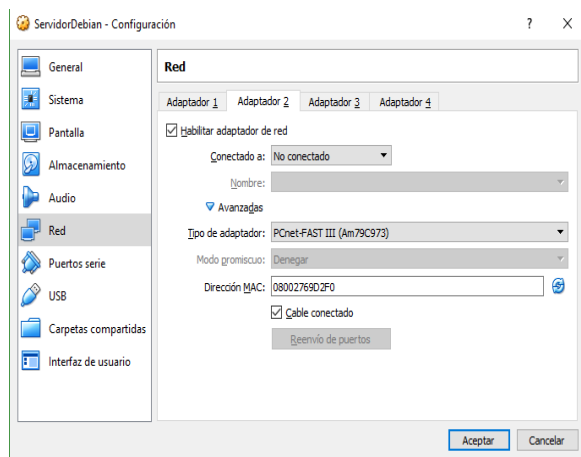 ServidorDebian - Configuración
General
Sistema
Pantalla
Almacenamiento
Audio
Red
Puertos serie
USB
Carpetas compartidas
Interfaz de usuario
Red
Adaptador 1 Adaptador 2 Adaptador 3 Adaptador 4
Habilitar adaptador de red
Conectado a: No conectado
Nombre:
Avanzadas
Tipo de adaptador: PCnet-FAST III (Am79C973)
Modo promiscuo: Denegar
Dirección MAC: 08002769D2F0
Cable conectado
Reenvío de puertos
Aceptar Cancelar